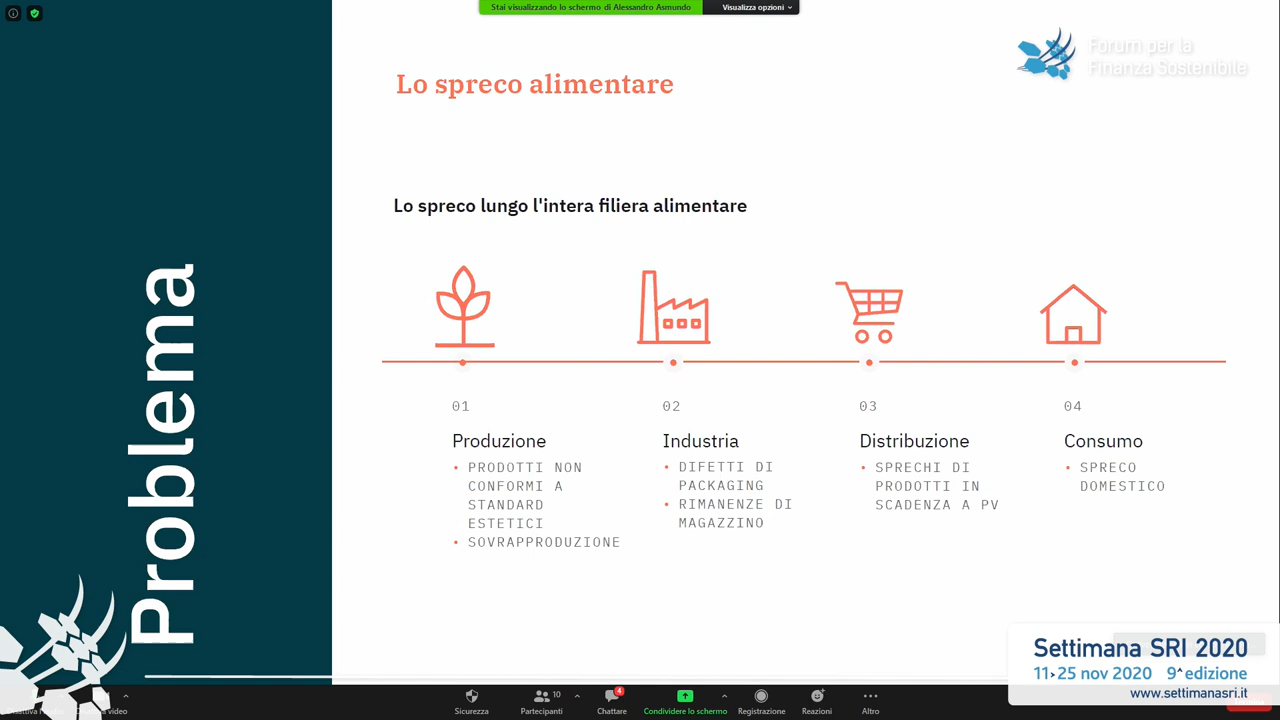 Stai visualizzando lo schermo di Alessandro Asmundo
Visualizza opzioni
Forum per la
Finanza Sostenibile
Problema
Lo spreco alimentare
Lo spreco lungo l'intera filiera alimentare
01
Produzione
• PRODOTTI NON
CONFORMI A
STANDARD
ESTETICI
• SOVRAPPRODUZIONE
02
Industria
• DIFETTI DI
PACKAGING
• RIMANENZE DI
MAGAZZINO
03
Distribuzione
• SPRECHI DI
PRODOTTI IN
SCADENZA A PV
04
Consumo
• SPRECO
DOMESTICO
Settimana SRI 2020
11>25 nov 2020 9^ edizione
www.settimanasri.it
video
Sicurezza
Partecipanti
10
Chattare
4
Condividere lo schermo
Registrazione
Reazioni
Altro